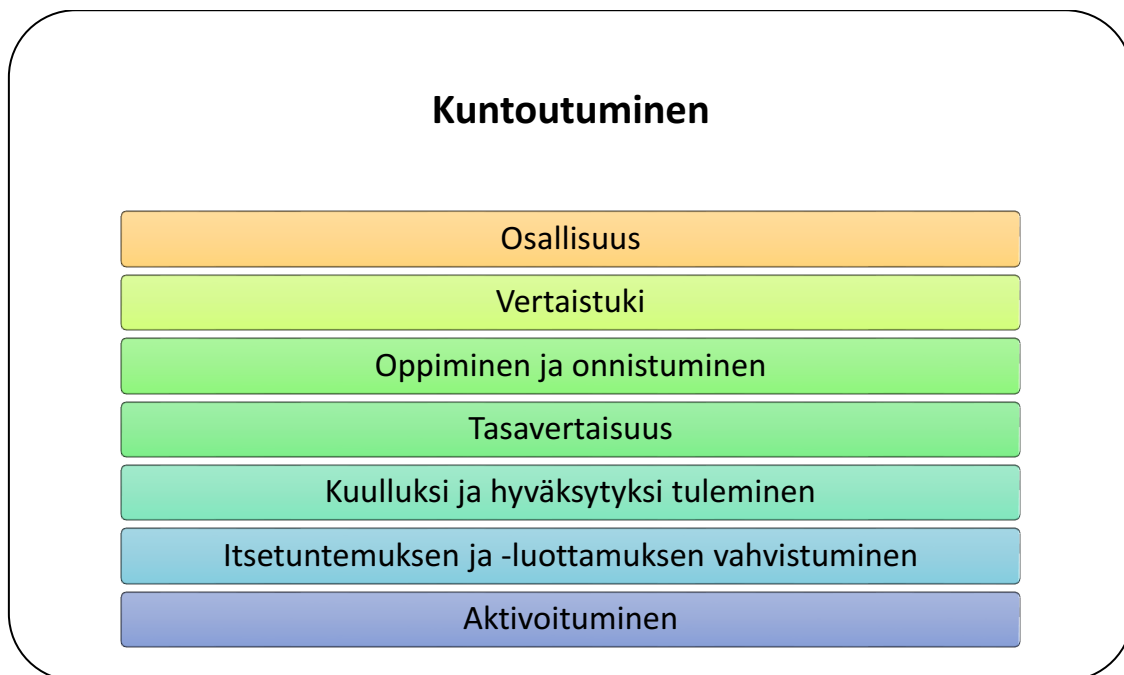 Kuntoutuminen
Osallisuus
Vertaistuki
Oppiminen ja onnistuminen
Tasavertaisuus
Kuulluksi ja hyväksytyksi tuleminen
Itsetuntemuksen ja -luottamuksen vahvistuminen
Aktivoituminen